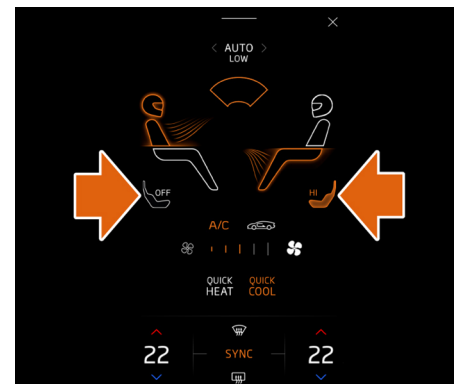 AUTO
LOW
OFF
HI
A/C
QUICK
HEAT
QUICK
COOL
22
SYNC
22